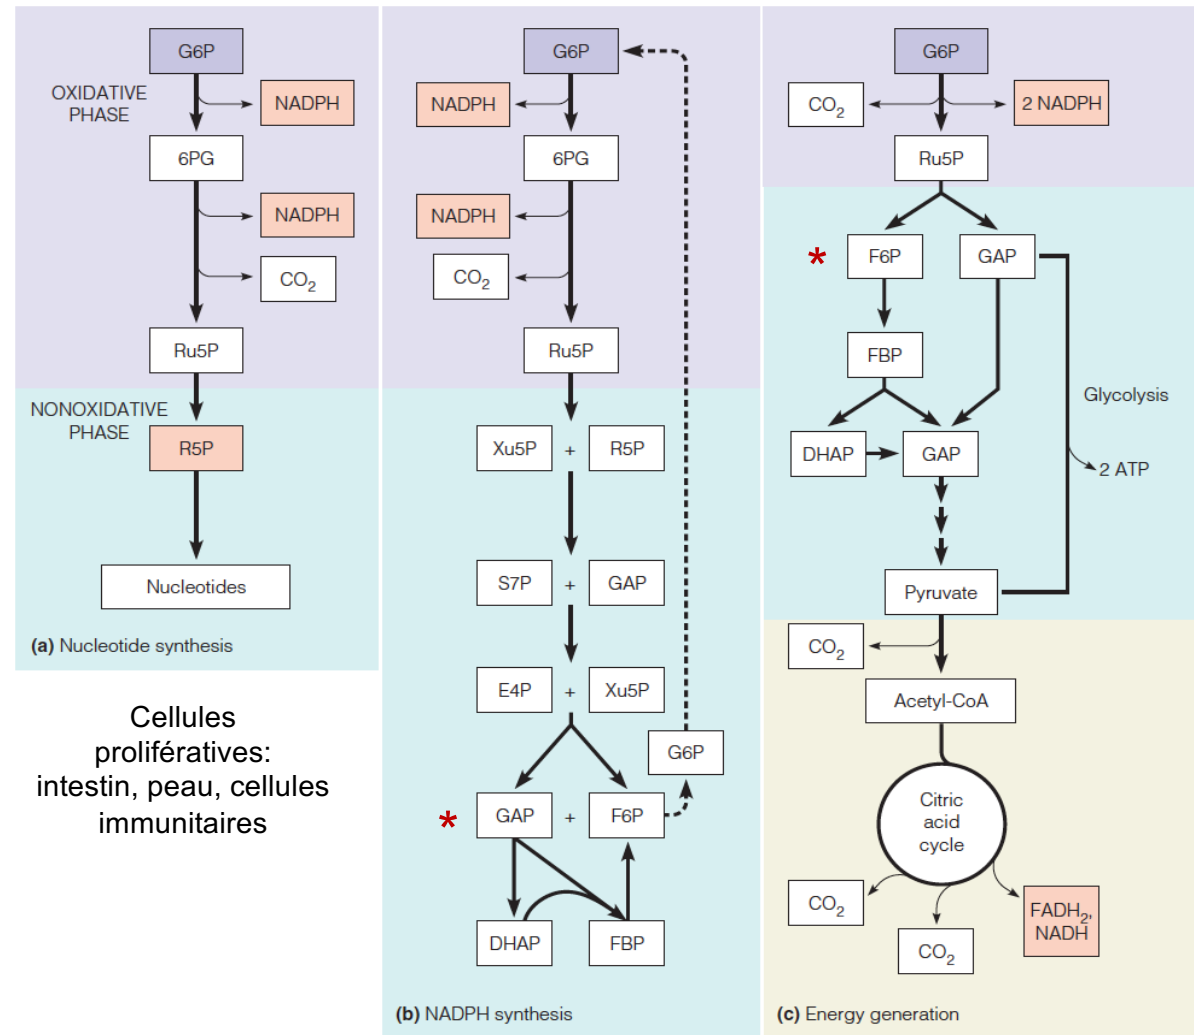 G6P
OXIDATIVE
PHASE
NADPH
6PG
NADPH
CO₂
Ru5P
NONOXIDATIVE
PHASE
R5P
Nucleotides
(a) Nucleotide synthesis
Cellules
prolifératives:
intestin, peau, cellules
immunitaires
G6P
NADPH
6PG
NADPH
CO₂
Ru5P
Xu5P + R5P
S7P + GAP
E4P + Xu5P
G6P
* GAP + F6P
DHAP FBP
(b) NADPH synthesis
G6P
CO₂ 2 NADPH
Ru5P
* F6P GAP
FBP
Glycolysis
DHAP GAP
2 ATP
Pyruvate
CO₂
Acetyl-CoA
Citric
acid
cycle
CO₂
FADH₂,
NADH
CO₂
(c) Energy generation